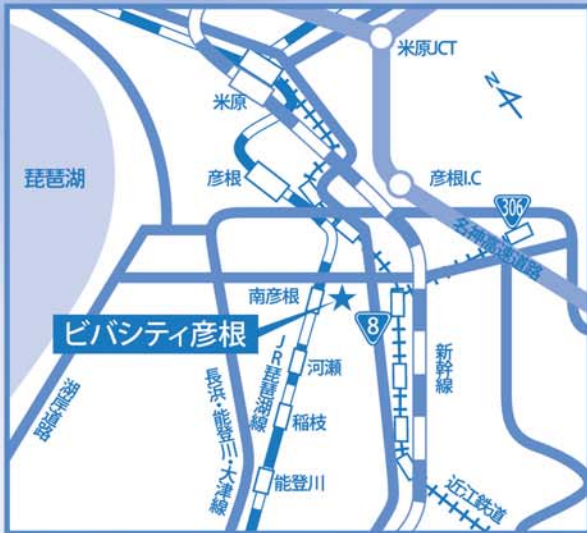 米原JCT
米原
琵琶湖
彦根
彦根I.C
306
名神高速道路
南彦根
ビバシティ彦根
8
新幹線
JR琵琶湖線
河瀬
湖岸道路
長浜・能登川・大津線
稲枝
能登川
近江鉄道
N